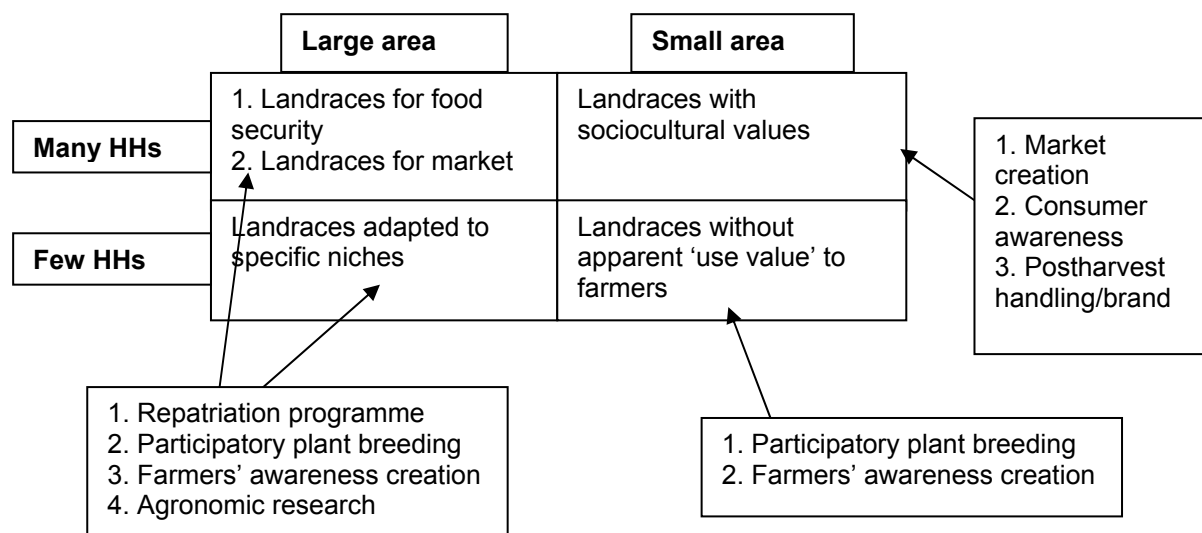 Large area
Small area
Many HHs
1. Landraces for food
security
2. Landraces for market
Landraces with
sociocultural values
Few HHs
Landraces adapted to
specific niches
Landraces without
apparent ‘use value’ to
farmers
1. Market
creation
2. Consumer
awareness
3. Postharvest
handling/brand
1. Repatriation programme
2. Participatory plant breeding
3. Farmers’ awareness creation
4. Agronomic research
1. Participatory plant breeding
2. Farmers’ awareness creation